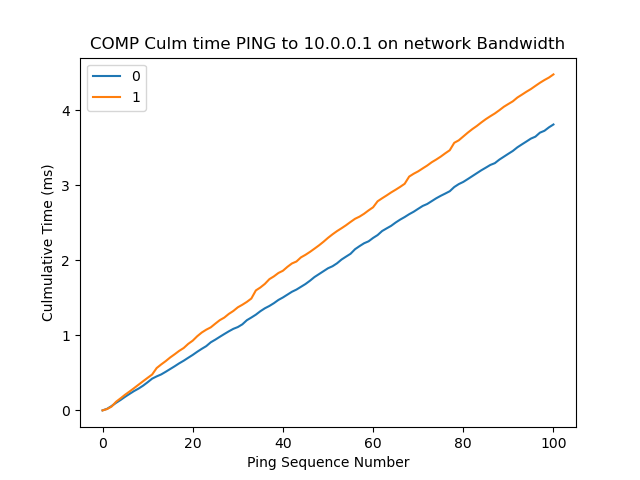 COMP Culm time PING to 10.0.0.1 on network Bandwidth
0
1
4
3
2
1
0
Culmulative Time (ms)
0 20 40 60 80 100
Ping Sequence Number